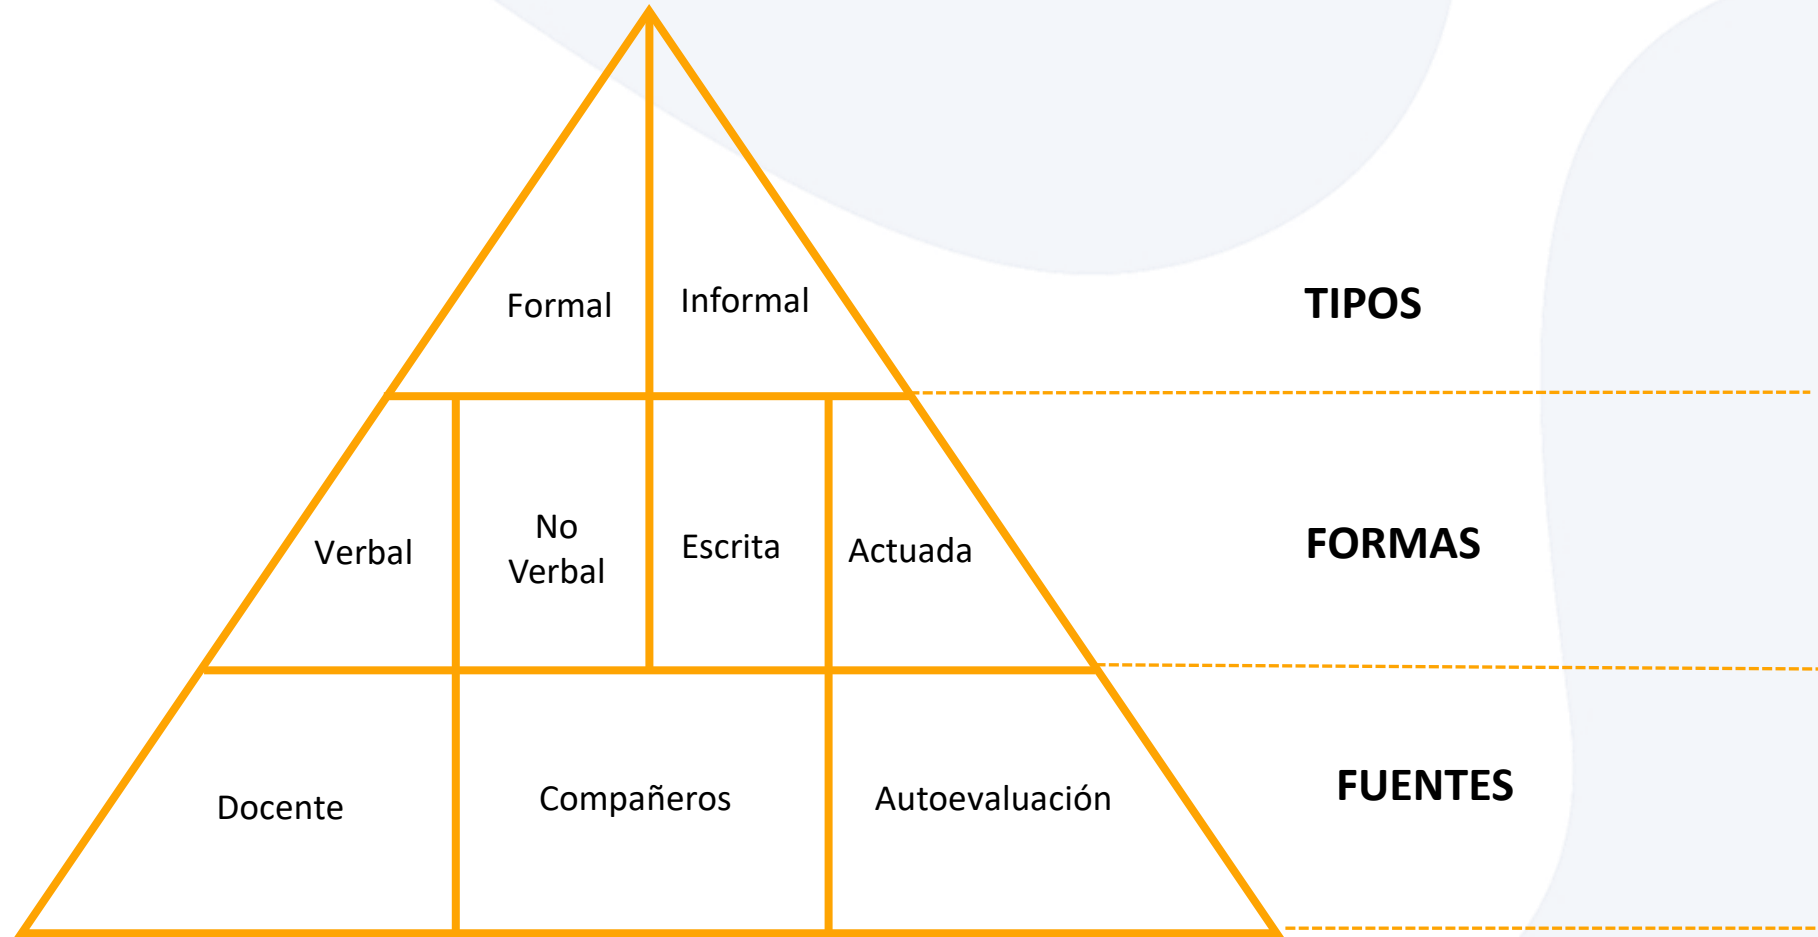 Formal
Informal
TIPOS
Verbal
No
Verbal
Escrita
Actuada
FORMAS
Docente
Compañeros
Autoevaluación
FUENTES